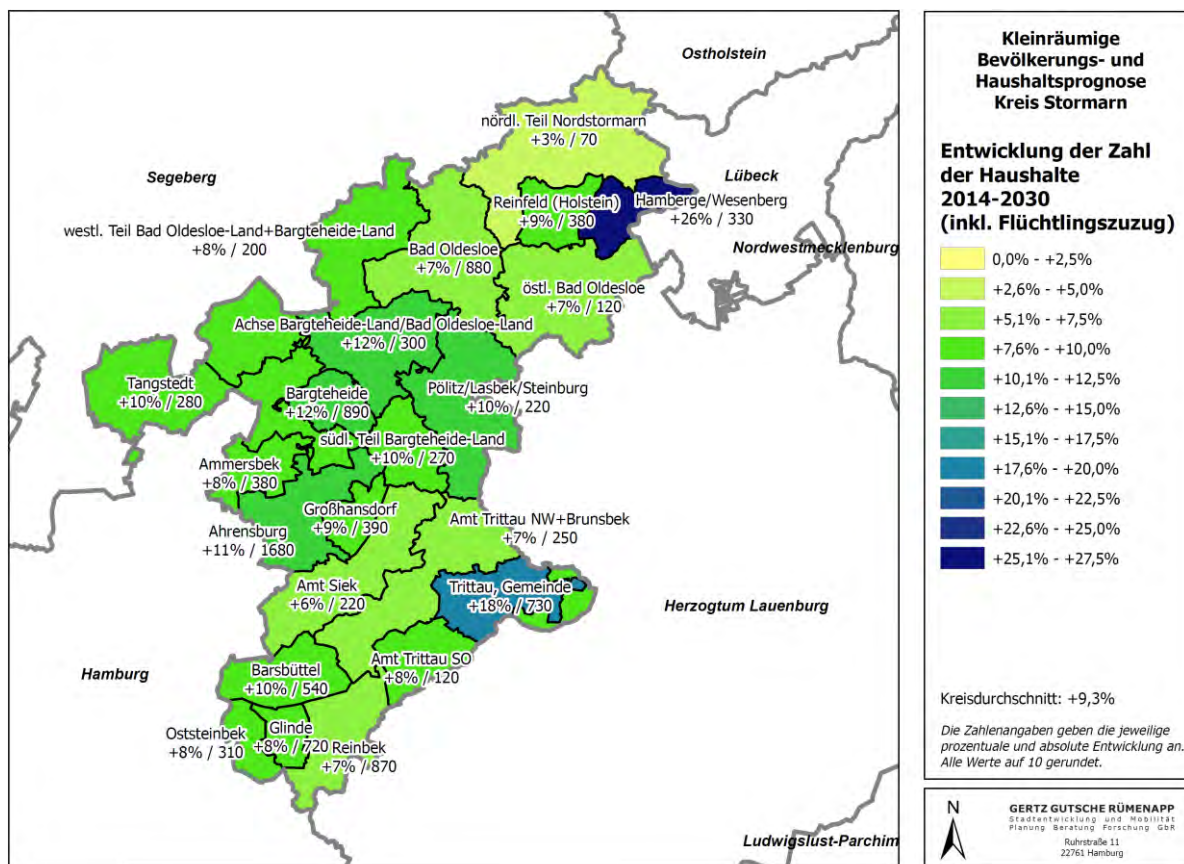 Ostholstein
nördl. Teil Nordstormarn
+3% / 70
Segeberg
Lübeck
Reinfeld (Holstein)
+9% / 380
Hamberge/Wesenberg
+26% / 330
westl. Teil Bad Oldesloe-Land+Bargteheide-Land
+8% / 200
Nordwestmecklenburg
Bad Oldesloe
+7% / 880
östl. Bad Oldesloe
+7% / 120
Achse Bargteheide-Land/Bad Oldesloe-Land
+12% / 300
Tangstedt
+10% / 280
Bargteheide
+12% / 890
Pölitz/Lasbek/Steinburg
+10% / 220
südl. Teil Bargteheide-Land
+10% / 270
Ammersbek
+8% / 380
Großhansdorf
+9% / 390
Ahrensburg
+11% / 1680
Amt Trittau NW+Brunsbek
+7% / 250
Amt Siek
+6% / 220
Trittau, Gemeinde
+18% / 730
Herzogtum Lauenburg
Hamburg
Barsbüttel
+10% / 540
Amt Trittau SO
+8% / 120
Oststeinbek
+8% / 310
Glinde
+8% / 720
Reinbek
+7% / 870
Ludwigslust-Parchim
Kleinräumige
Bevölkerungs- und
Haushaltsprognose
Kreis Stormarn
Entwicklung der Zahl
der Haushalte
2014-2030
(inkl. Flüchtlingszuzug)
0,0% - +2,5%
+2,6% - +5,0%
+5,1% - +7,5%
+7,6% - +10,0%
+10,1% - +12,5%
+12,6% - +15,0%
+15,1% - +17,5%
+17,6% - +20,0%
+20,1% - +22,5%
+22,6% - +25,0%
+25,1% - +27,5%
Kreisdurchschnitt: +9,3%
Die Zahlenangaben geben die jeweilige
prozentuale und absolute Entwicklung an.
Alle Werte auf 10 gerundet.
N
GERTZ GUTSCHE RÜMENAPP
Stadtentwicklung und Mobilität
Planung Beratung Forschung GbR
Ruhrstraße 11
22761 Hamburg